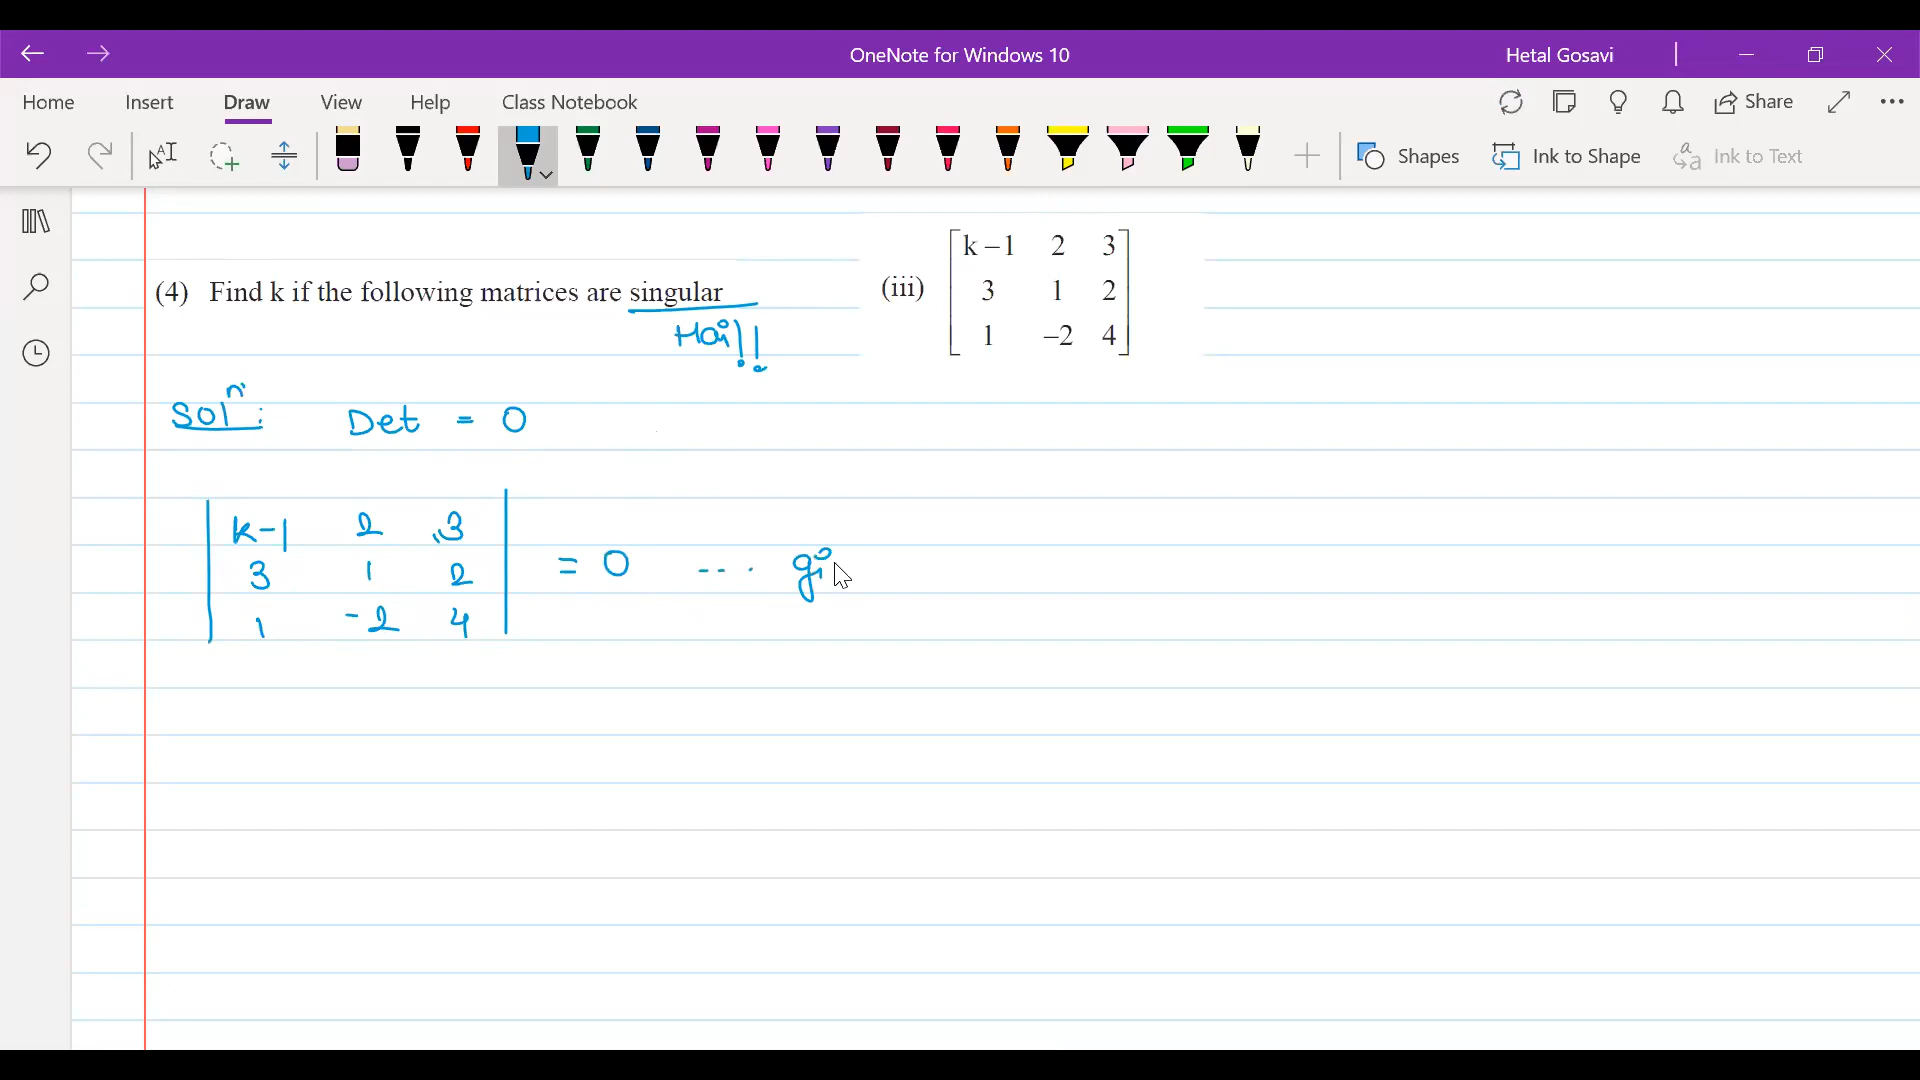 OneNote for Windows 10
Hetal Gosavi
Home Insert Draw View Help Class Notebook Share
Shapes Ink to Shape Ink to Text
(4) Find k if the following matrices are singular
Hai!!
(iii) [k−1 2 3
3 1 2
1 −2 4]
Solⁿ: Det = 0
|k-1 2 3
3 1 2
1 -2 4| = 0 ... gi